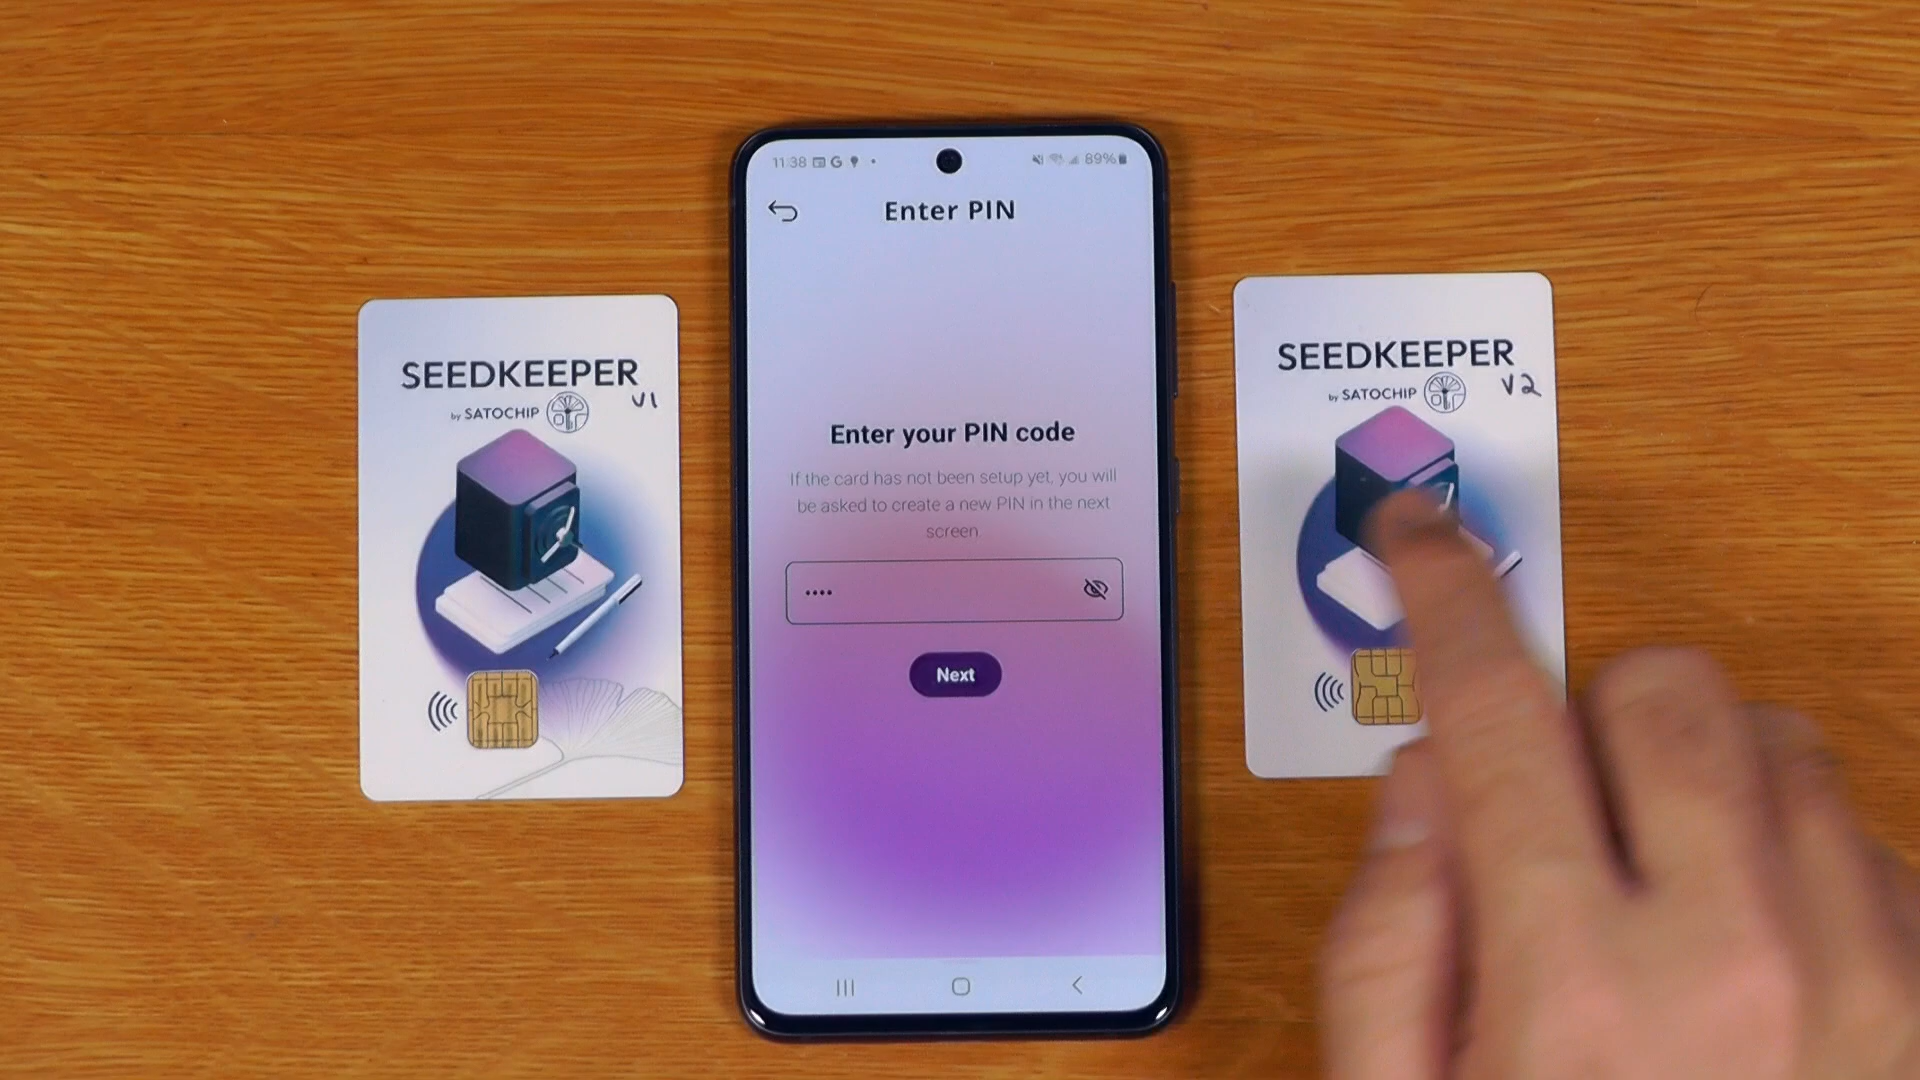 SEEDKEEPER
V1
by SATOCHIP
11:38
89%
Enter PIN
Enter your PIN code
If the card has not been setup yet, you will
be asked to create a new PIN in the next
screen
••••
Next
SEEDKEEPER
V2
by SATOCHIP